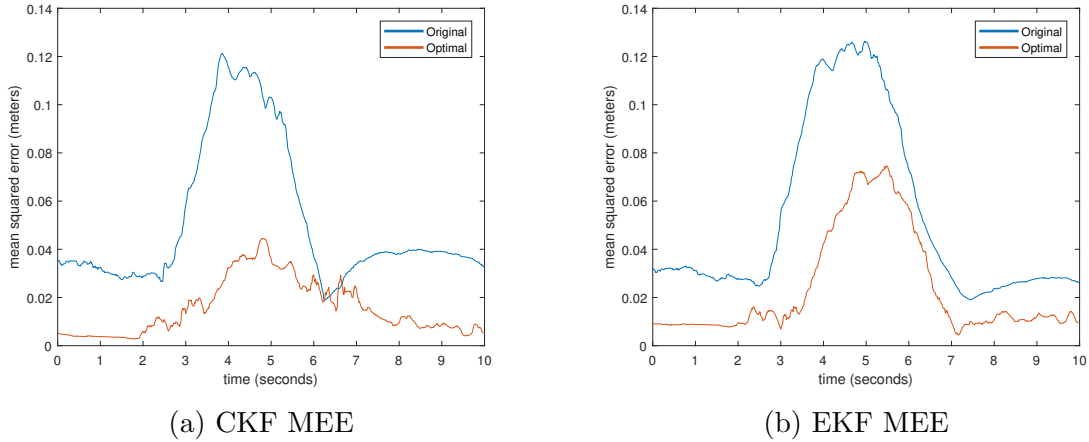 0.14
0.12
0.1
0.08
0.06
0.04
0.02
0
mean squared error (meters)
Original
Optimal
0 1 2 3 4 5 6 7 8 9 10
time (seconds)
(a) CKF MEE
0.14
0.12
0.1
0.08
0.06
0.04
0.02
0
mean squared error (meters)
Original
Optimal
0 1 2 3 4 5 6 7 8 9 10
time (seconds)
(b) EKF MEE